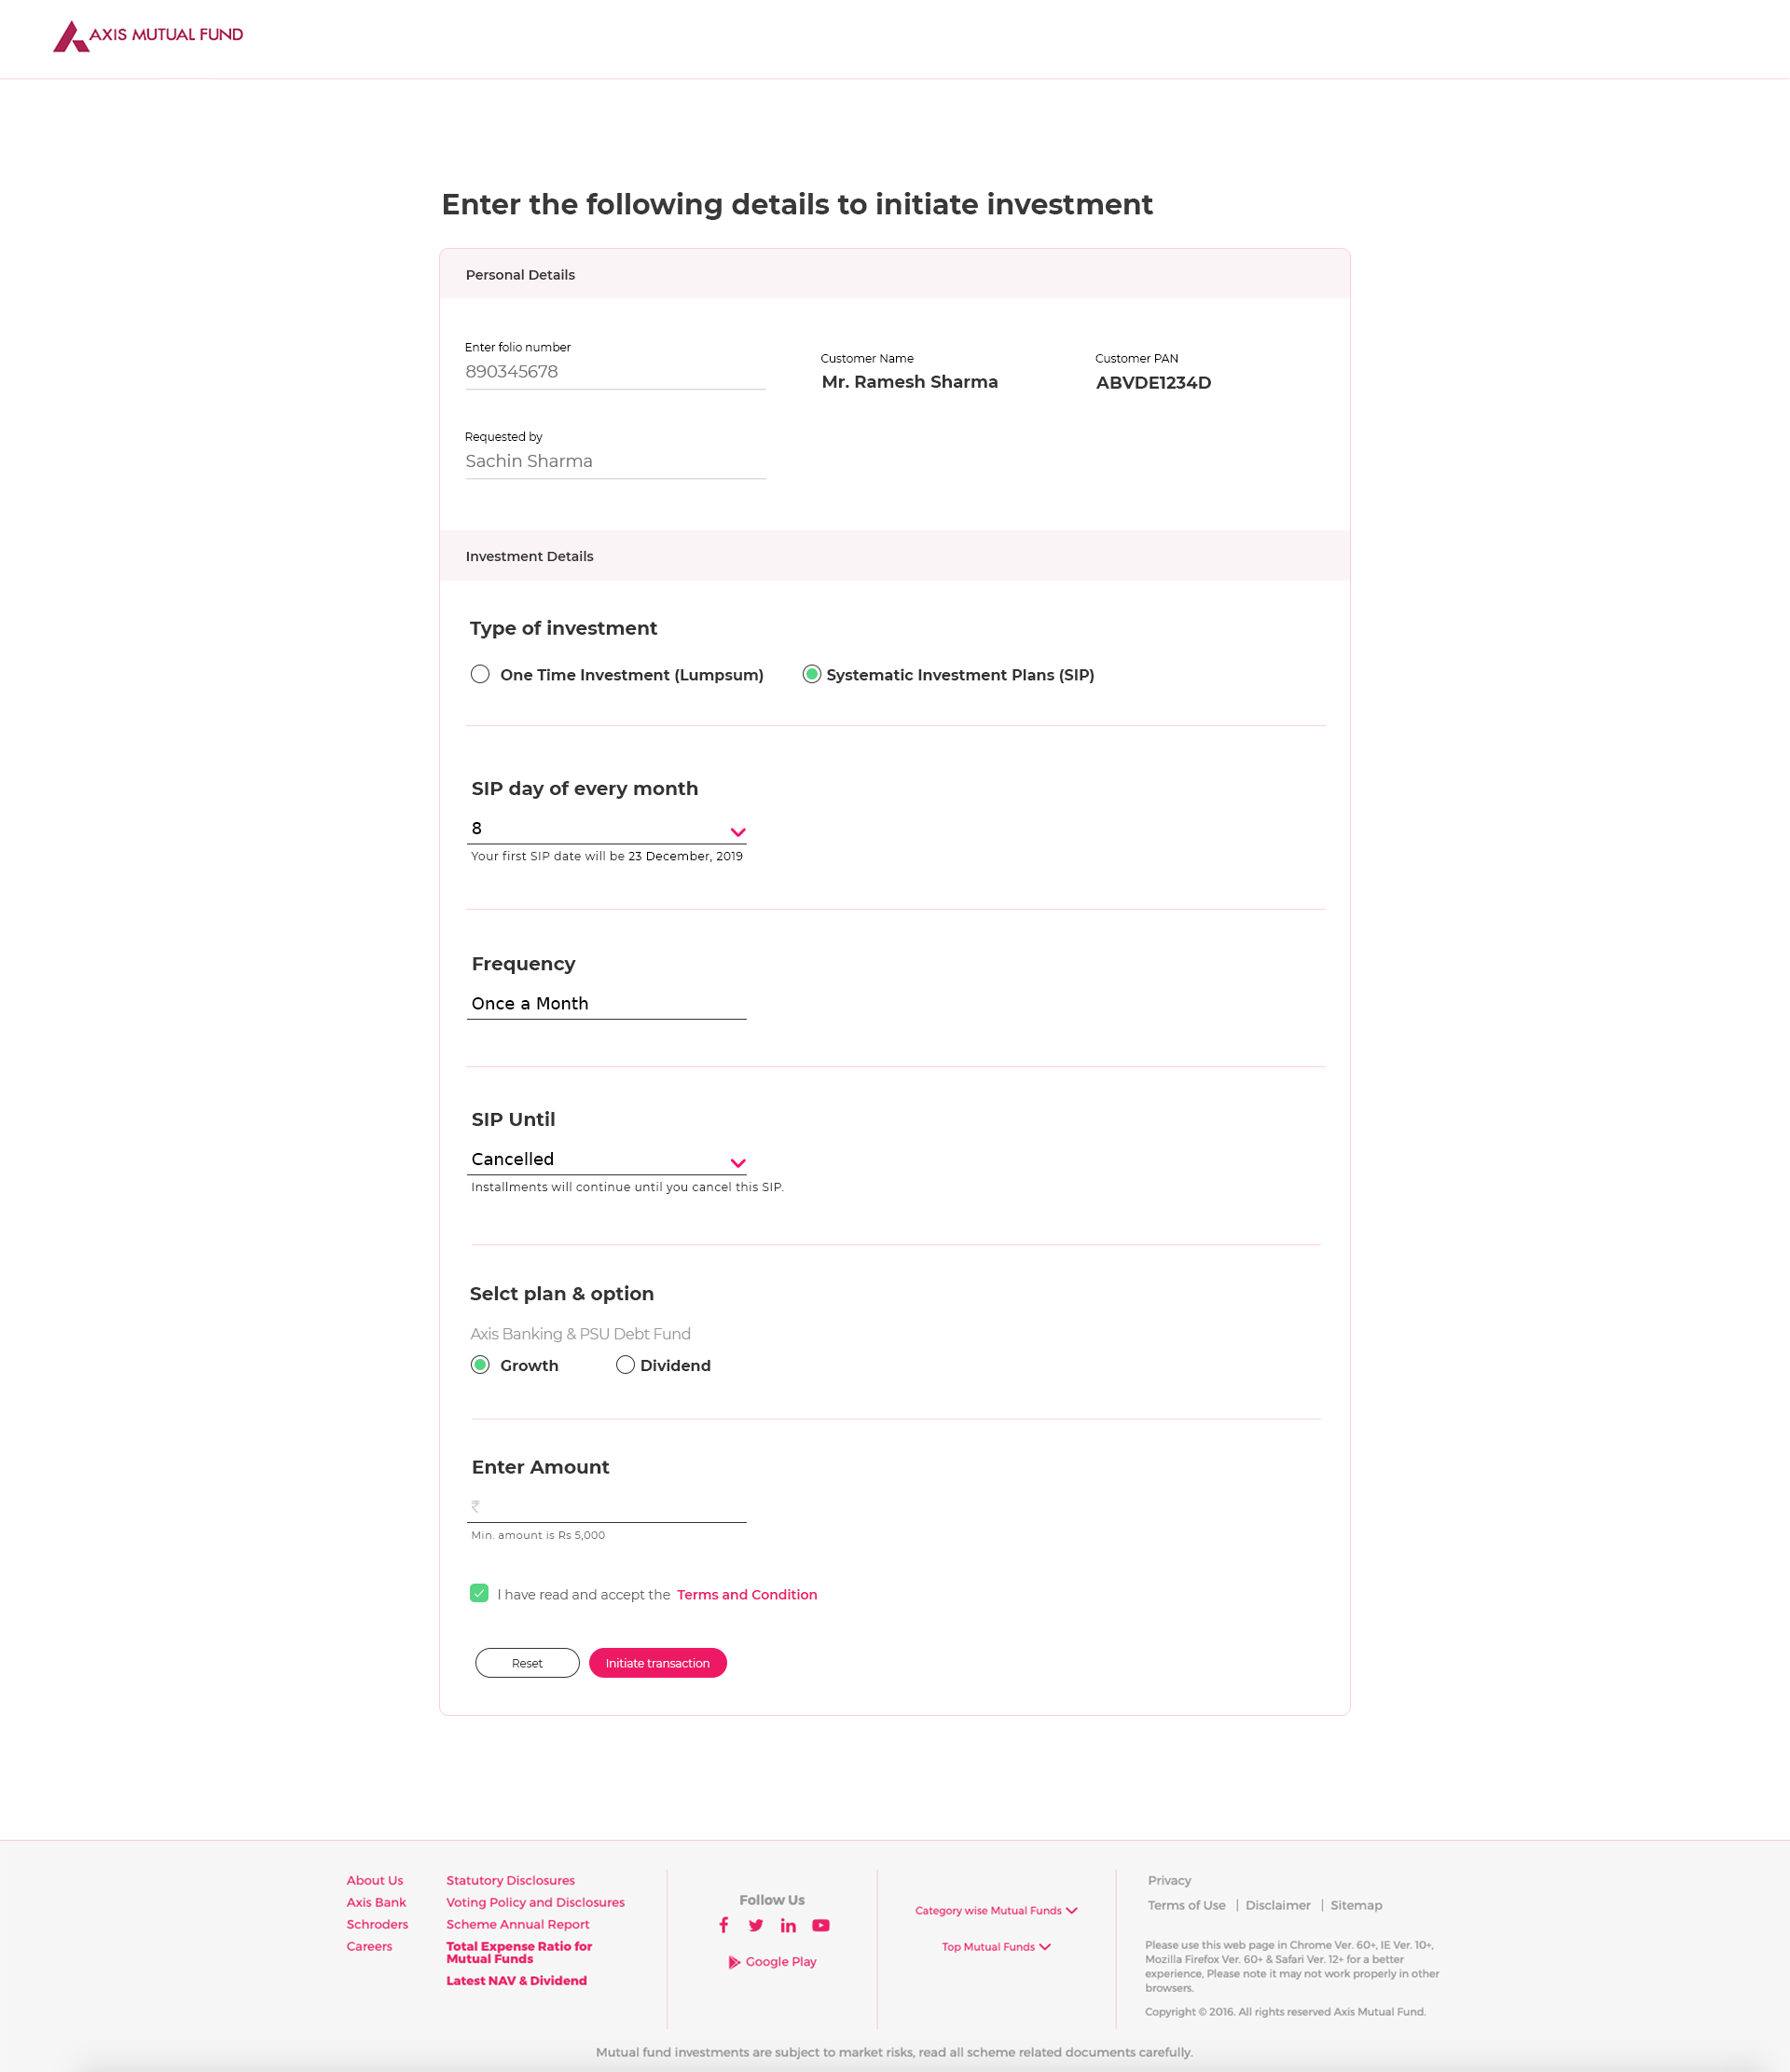 AXIS MUTUAL FUND
Enter the following details to initiate investment
Personal Details
Enter folio number
890345678
Customer Name
Mr. Ramesh Sharma
Customer PAN
ABVDE1234D
Requested by
Sachin Sharma
Investment Details
Type of investment
One Time Investment (Lumpsum)
Systematic Investment Plans (SIP)
SIP day of every month
8
Your first SIP date will be 23 December, 2019
Frequency
Once a Month
SIP Until
Cancelled
Installments will continue until you cancel this SIP.
Selct plan & option
Axis Banking & PSU Debt Fund
Growth
Dividend
Enter Amount
₹
Min. amount is Rs 5,000
I have read and accept the Terms and Condition
Reset
Initiate transaction
About Us
Axis Bank
Schroders
Careers
Statutory Disclosures
Voting Policy and Disclosures
Scheme Annual Report
Total Expense Ratio for
Mutual Funds
Latest NAV & Dividend
Follow Us
Google Play
Category wise Mutual Funds
Top Mutual Funds
Privacy
Terms of Use | Disclaimer | Sitemap
Please use this web page in Chrome Ver. 60+, IE Ver. 10+,
Mozilla Firefox Ver. 60+ & Safari Ver. 12+ for a better
experience, Please note it may not work properly in other
browsers.
Copyright © 2016. All rights reserved Axis Mutual Fund.
Mutual fund investments are subject to market risks, read all scheme related documents carefully.